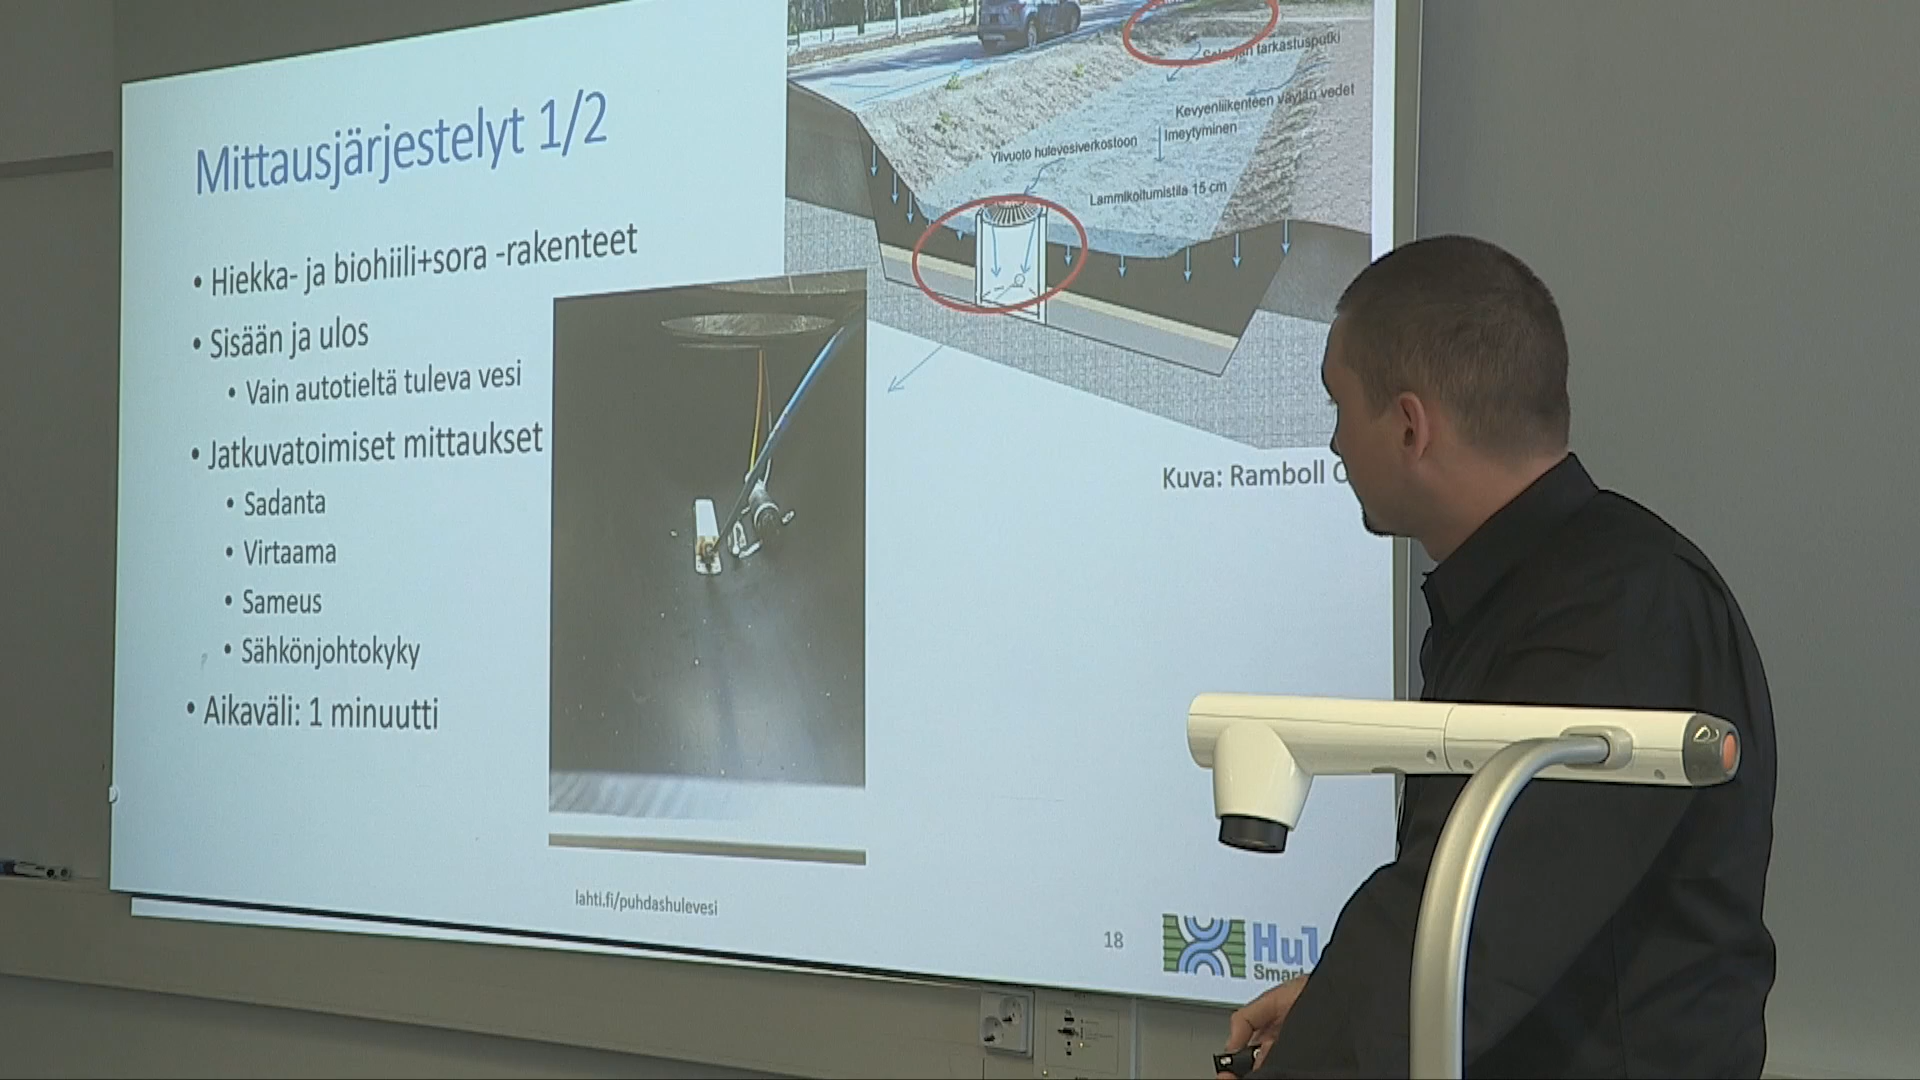 Mittausjärjestelyt 1/2
• Hiekka- ja biohiili+sora -rakenteet
• Sisään ja ulos
• Vain autotieltä tuleva vesi
• Jatkuvatoimiset mittaukset
• Sadanta
• Virtaama
• Sameus
• Sähkönjohtokyky
• Aikaväli: 1 minuutti
tarkastusputki
Kevyenliikenteen väylän vedet
Imeytyminen
Ylivuoto hulevesiverkostoon
Lammikoitumistila 15 cm
Kuva: Ramboll
lahti.fi/puhdashulevesi
18
Hul
Smart